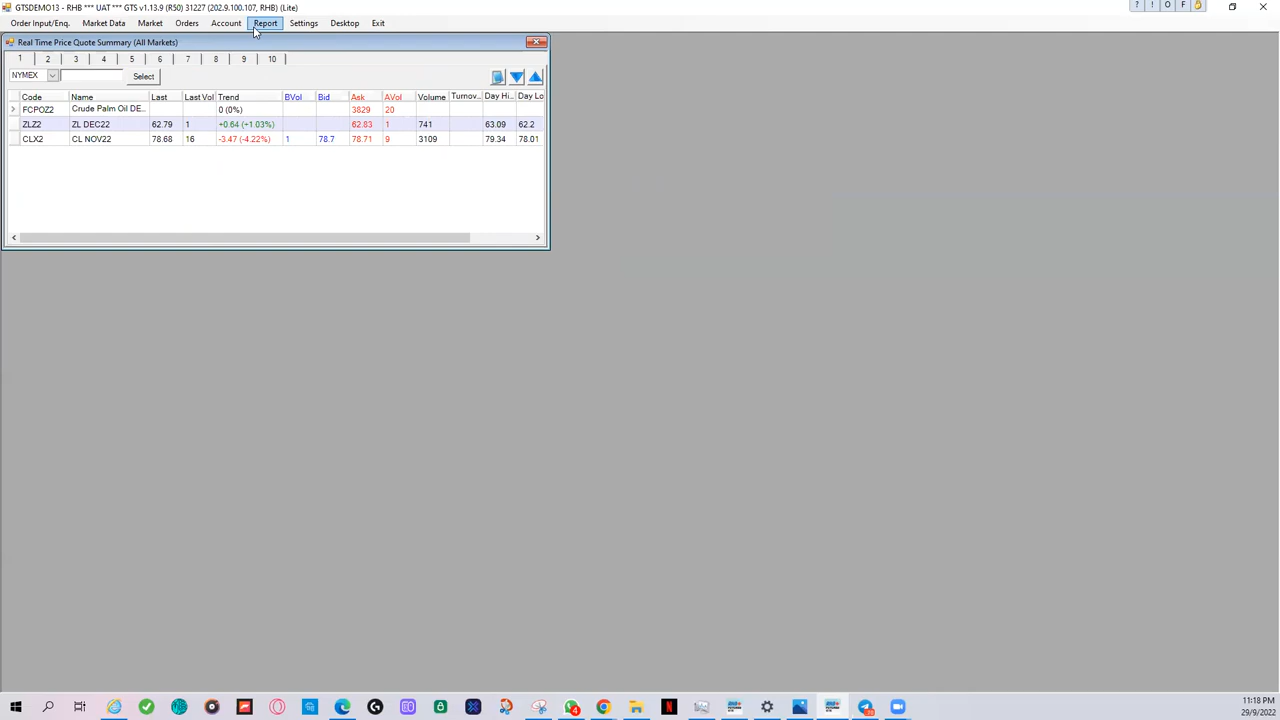 GTSDEMO13 - RHB *** UAT *** GTS v1.13.9 (R50) 31227 (202.9.100.107, RHB) (Lite)
? ! O F
Order Input/Enq. Market Data Market Orders Account Report Settings Desktop Exit
Real Time Price Quote Summary (All Markets)
1 2 3 4 5 6 7 8 9 10
NYMEX Select
Code Name Last Last Vol Trend BVol Bid Ask AVol Volume Turnov... Day Hi... Day Lo
FCPOZ2 Crude Palm Oil DE... 0 (0%) 3829 20
ZLZ2 ZL DEC22 62.79 1 +0.64 (+1.03%) 62.83 1 741 63.09 62.2
CLX2 CL NOV22 78.68 16 -3.47 (-4.22%) 1 78.7 78.71 9 3109 79.34 78.01
11:18 PM
29/9/2022